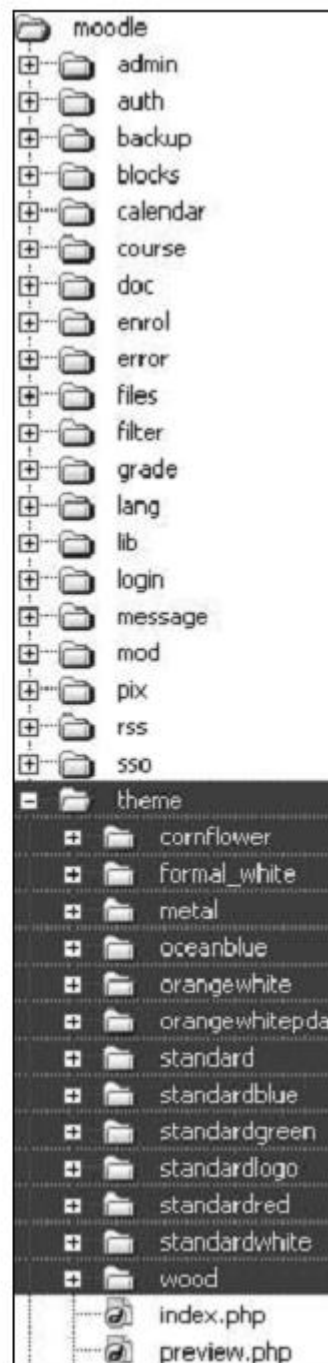 moodle
admin
auth
backup
blocks
calendar
course
doc
enrol
error
files
filter
grade
lang
lib
login
message
mod
pix
rss
sso
theme
cornflower
formal_white
metal
oceanblue
orangewhite
orangewhitepda
standard
standardblue
standardgreen
standardlogo
standardred
standardwhite
wood
index.php
preview.php